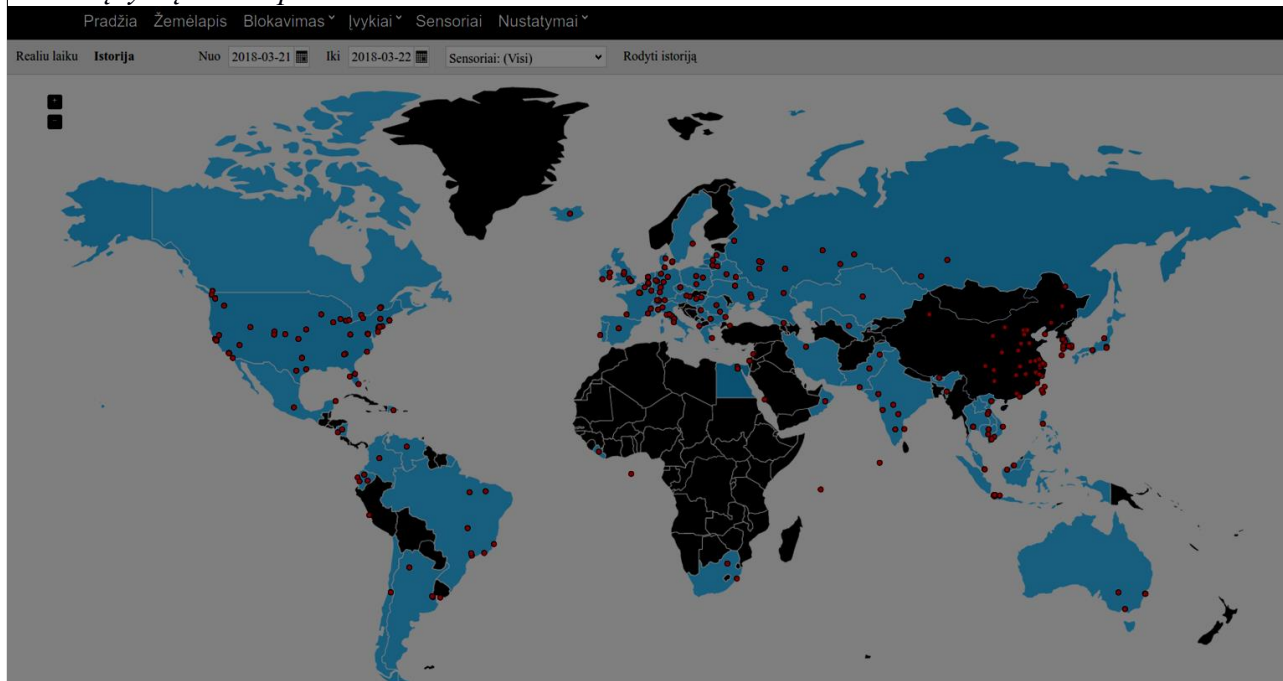 Pradžia Žemėlapis Blokavimas Įvykiai Sensoriai Nustatymai
Realiu laiku Istorija Nuo 2018-03-21 Iki 2018-03-22 Sensoriai: (Visi) Rodyti istoriją
+
-